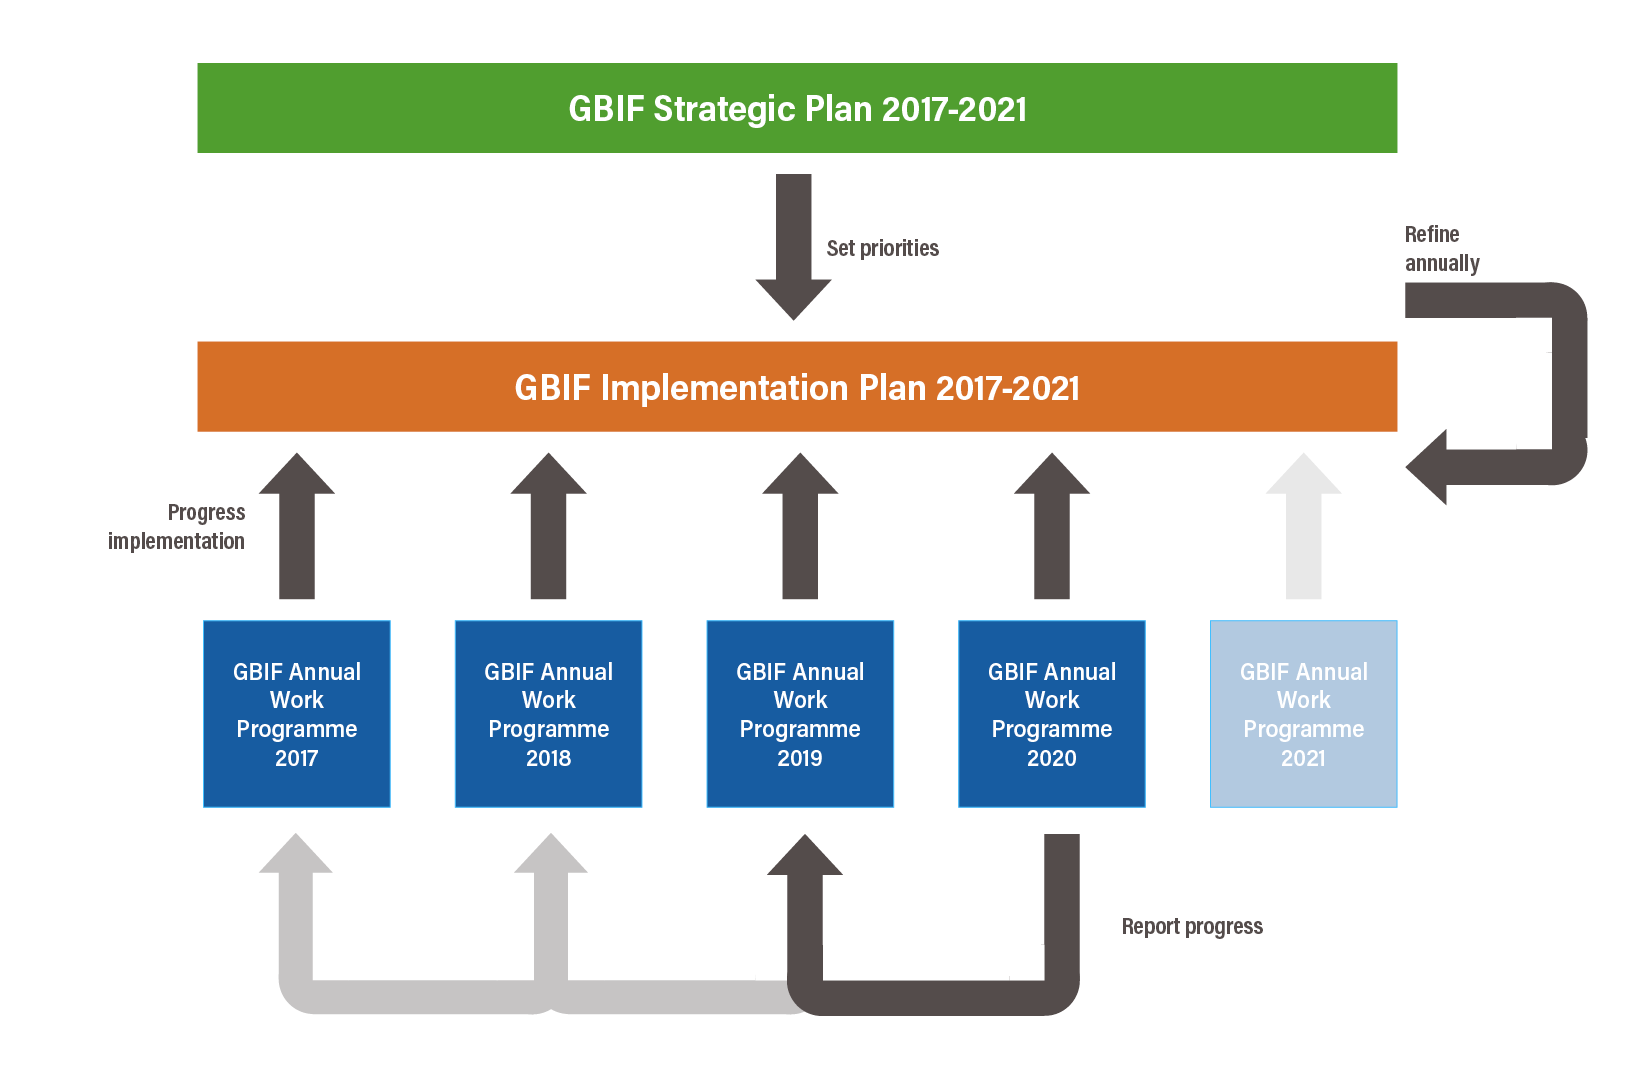 GBIF Strategic Plan 2017-2021
Set priorities
Refine
annually
GBIF Implementation Plan 2017-2021
Progress
implementation
GBIF Annual
Work
Programme
2017
GBIF Annual
Work
Programme
2018
GBIF Annual
Work
Programme
2019
GBIF Annual
Work
Programme
2020
GBIF Annual
Work
Programme
2021
Report progress